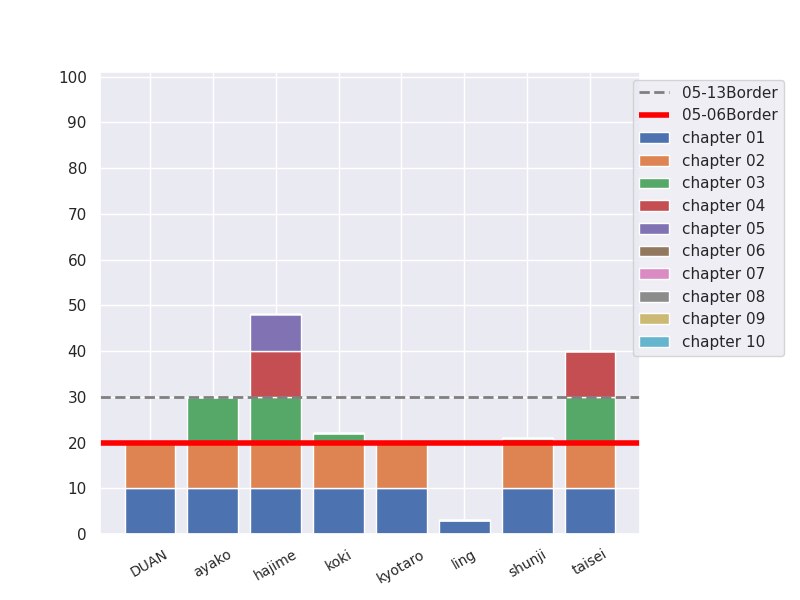 100
90
80
70
60
50
40
30
20
10
0
DUAN
ayako
hajime
koki
kyotaro
ling
shunji
taisei
05-13Border
05-06Border
chapter 01
chapter 02
chapter 03
chapter 04
chapter 05
chapter 06
chapter 07
chapter 08
chapter 09
chapter 10